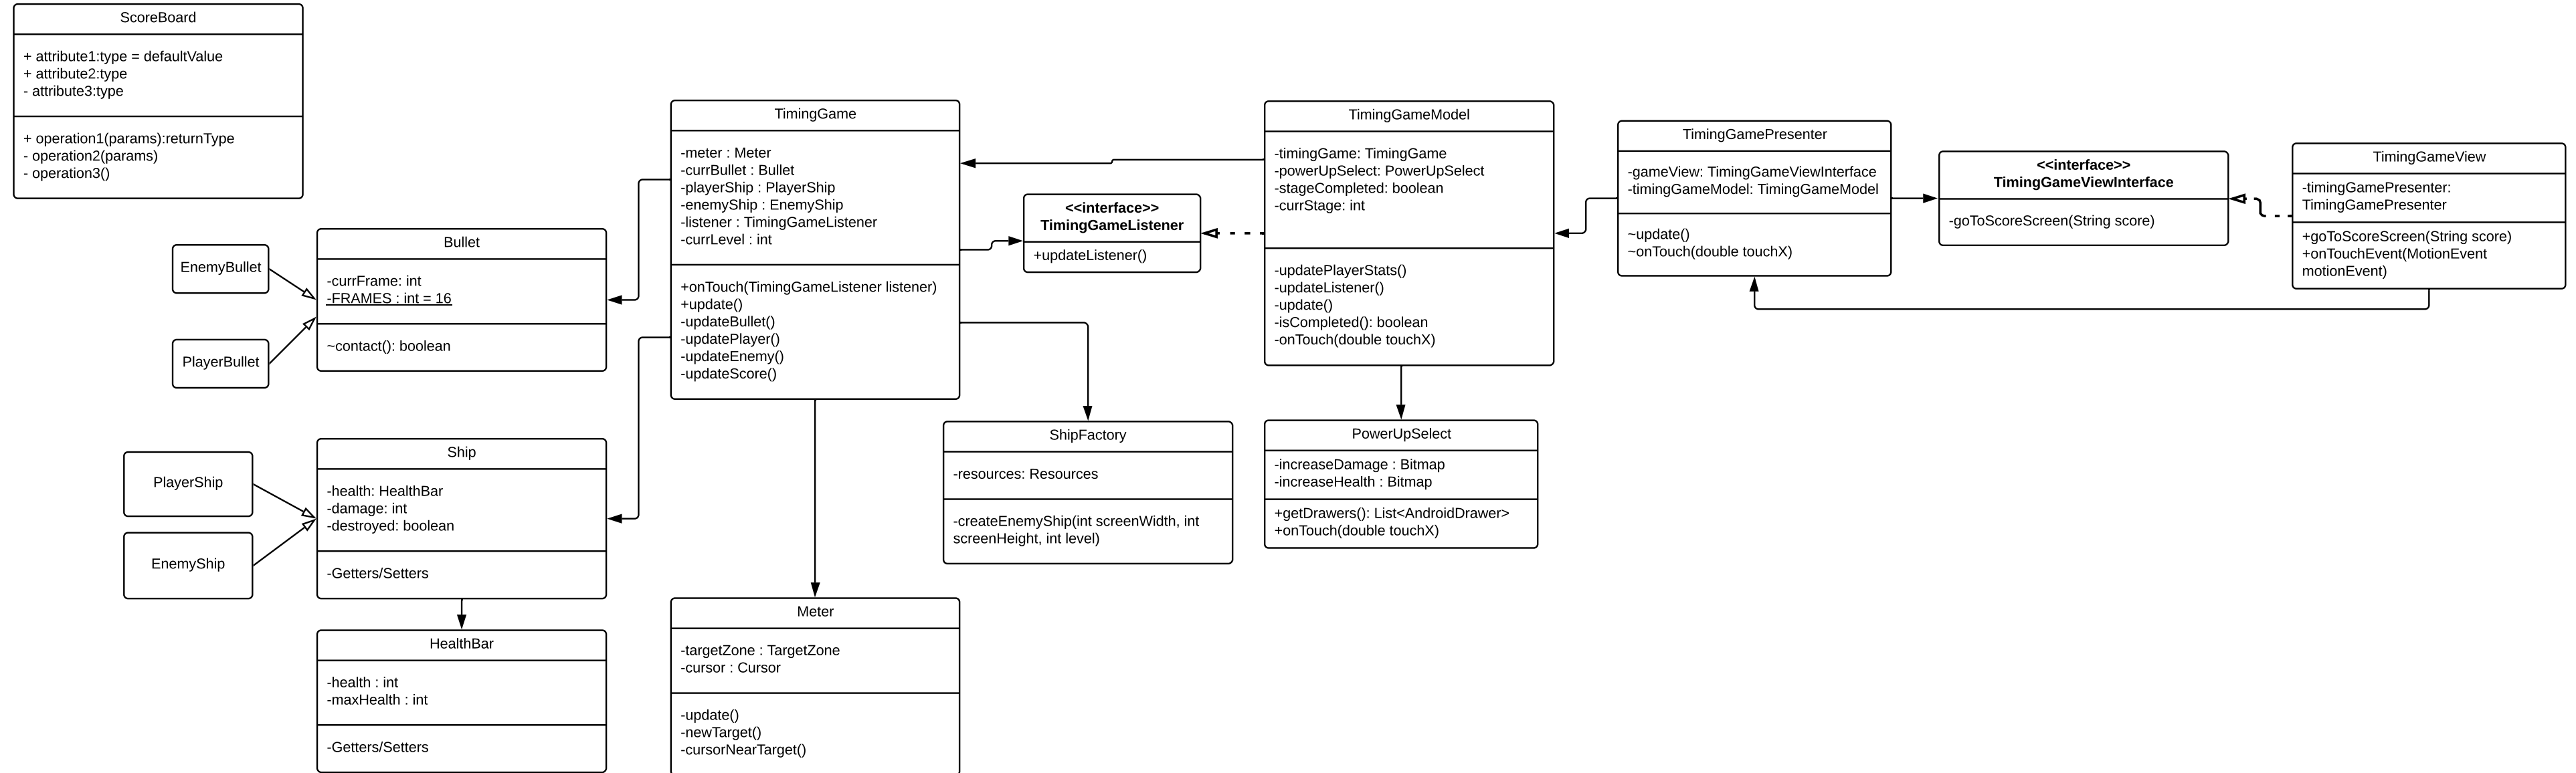 ScoreBoard
+ attribute1:type = defaultValue
+ attribute2:type
- attribute3:type
+ operation1(params):returnType
- operation2(params)
- operation3()
EnemyBullet
PlayerBullet
Bullet
-currFrame: int
-FRAMES : int = 16
~contact(): boolean
PlayerShip
EnemyShip
Ship
-health: HealthBar
-damage: int
-destroyed: boolean
-Getters/Setters
HealthBar
-health : int
-maxHealth : int
-Getters/Setters
TimingGame
-meter : Meter
-currBullet : Bullet
-playerShip : PlayerShip
-enemyShip : EnemyShip
-listener : TimingGameListener
-currLevel : int
+onTouch(TimingGameListener listener)
+update()
-updateBullet()
-updatePlayer()
-updateEnemy()
-updateScore()
Meter
-targetZone : TargetZone
-cursor : Cursor
-update()
-newTarget()
-cursorNearTarget()
<<interface>>
TimingGameListener
+updateListener()
ShipFactory
-resources: Resources
-createEnemyShip(int screenWidth, int
screenHeight, int level)
TimingGameModel
-timingGame: TimingGame
-powerUpSelect: PowerUpSelect
-stageCompleted: boolean
-currStage: int
-updatePlayerStats()
-updateListener()
-update()
-isCompleted(): boolean
-onTouch(double touchX)
PowerUpSelect
-increaseDamage : Bitmap
-increaseHealth : Bitmap
+getDrawers(): List<AndroidDrawer>
+onTouch(double touchX)
TimingGamePresenter
-gameView: TimingGameViewInterface
-timingGameModel: TimingGameModel
~update()
~onTouch(double touchX)
<<interface>>
TimingGameViewInterface
-goToScoreScreen(String score)
TimingGameView
-timingGamePresenter:
TimingGamePresenter
+goToScoreScreen(String score)
+onTouchEvent(MotionEvent
motionEvent)